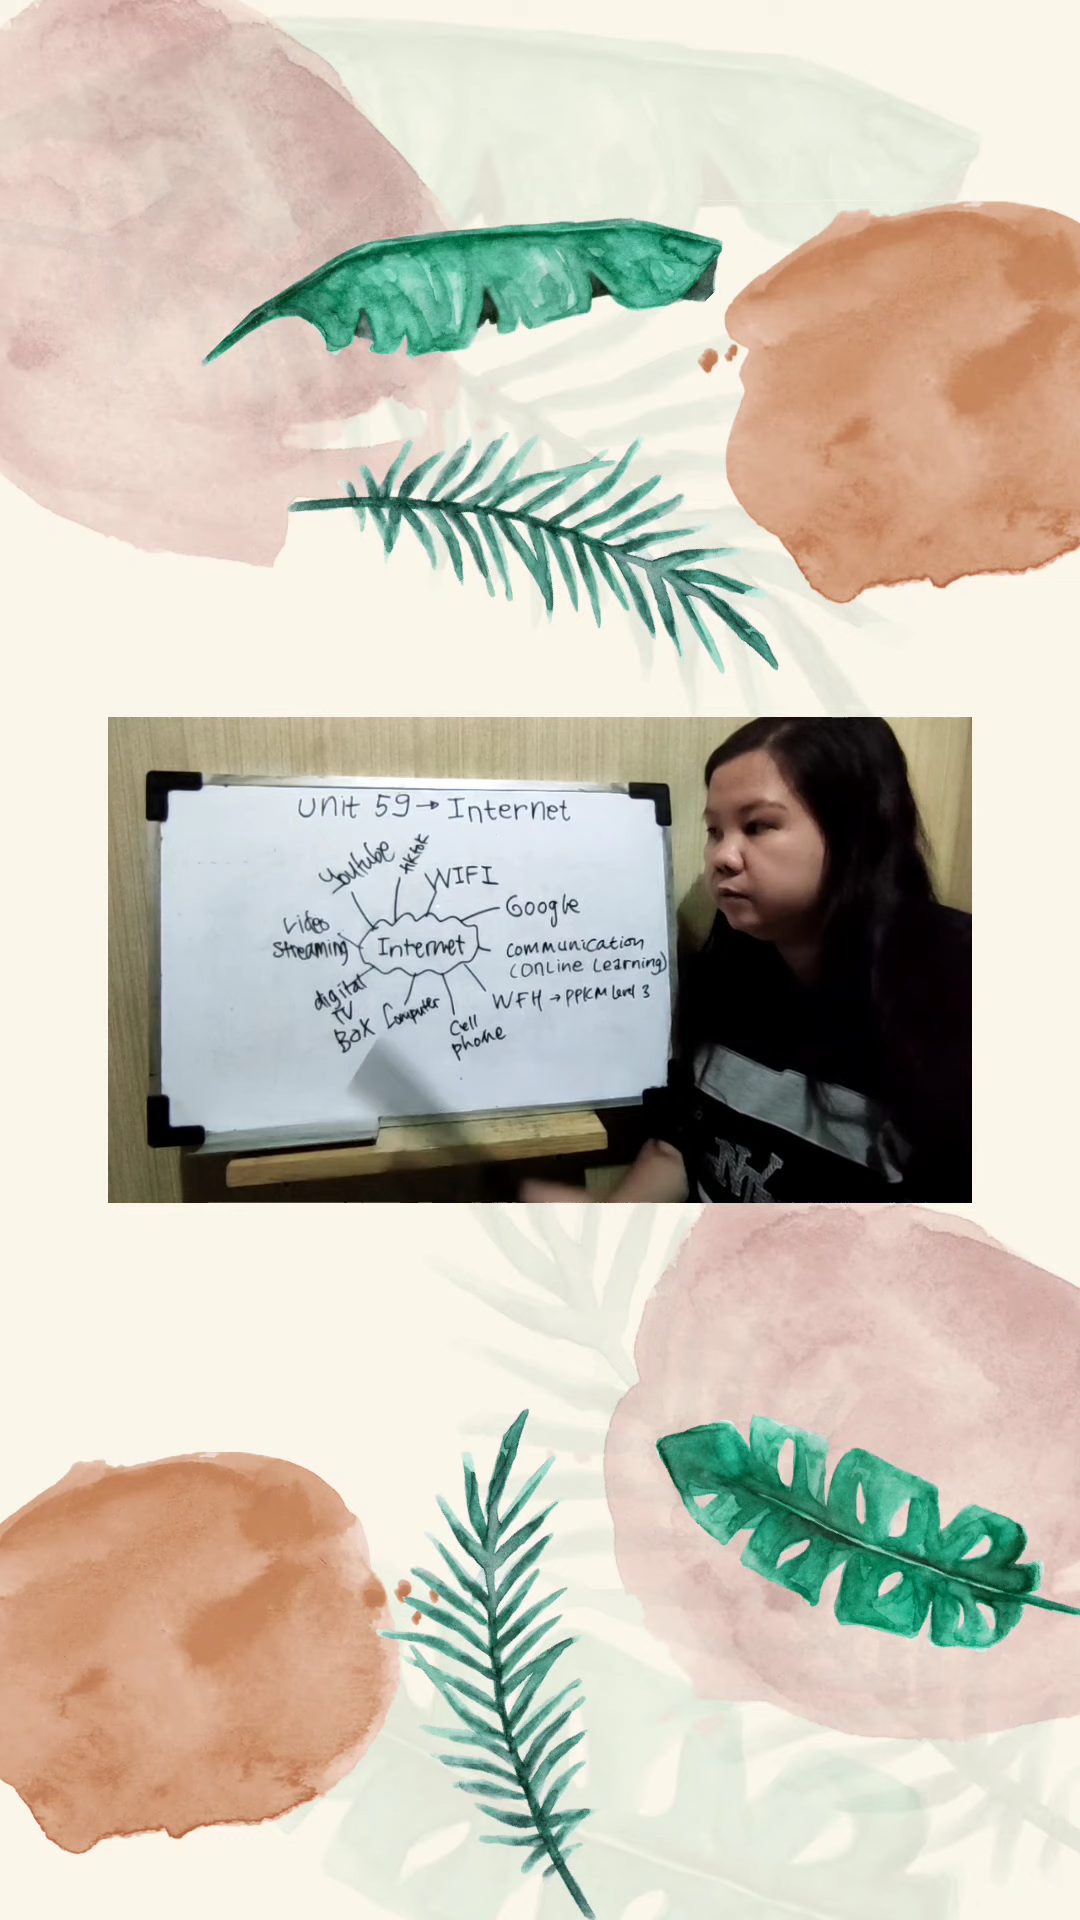 Unit 59 → Internet
Youtube
tiktok
WIFI
Google
communication
(online learning)
WFH → PPKM Level 3
Cell
phone
Computer
digital
TV
BOX
Video
Streaming
Internet
NY